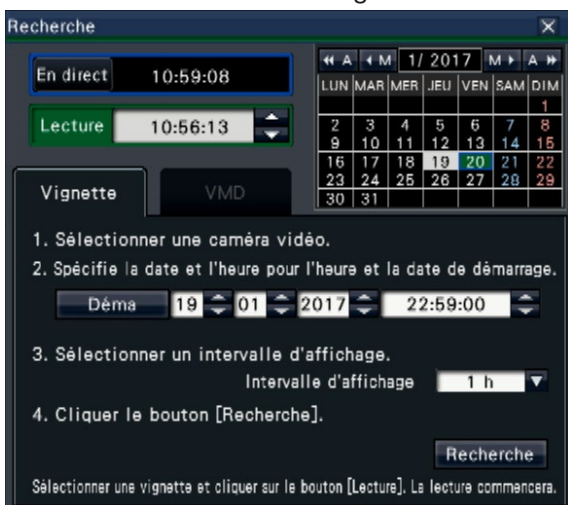 Recherche
En direct 10:59:08
Lecture 10:56:13
A M 1/ 2017 M A
LUN MAR MER JEU VEN SAM DIM
1
2 3 4 5 6 7 8
9 10 11 12 13 14 15
16 17 18 19 20 21 22
23 24 25 26 27 28 29
30 31
Vignette VMD
1. Sélectionner une caméra vidéo.
2. Spécifie la date et l'heure pour l'heure et la date de démarrage.
Déma 19 01 2017 22:59:00
3. Sélectionner un intervalle d'affichage.
Intervalle d'affichage 1 h
4. Cliquer le bouton [Recherche].
Recherche
Sélectionner une vignette et cliquer sur le bouton [Lecture]. La lecture commencera.